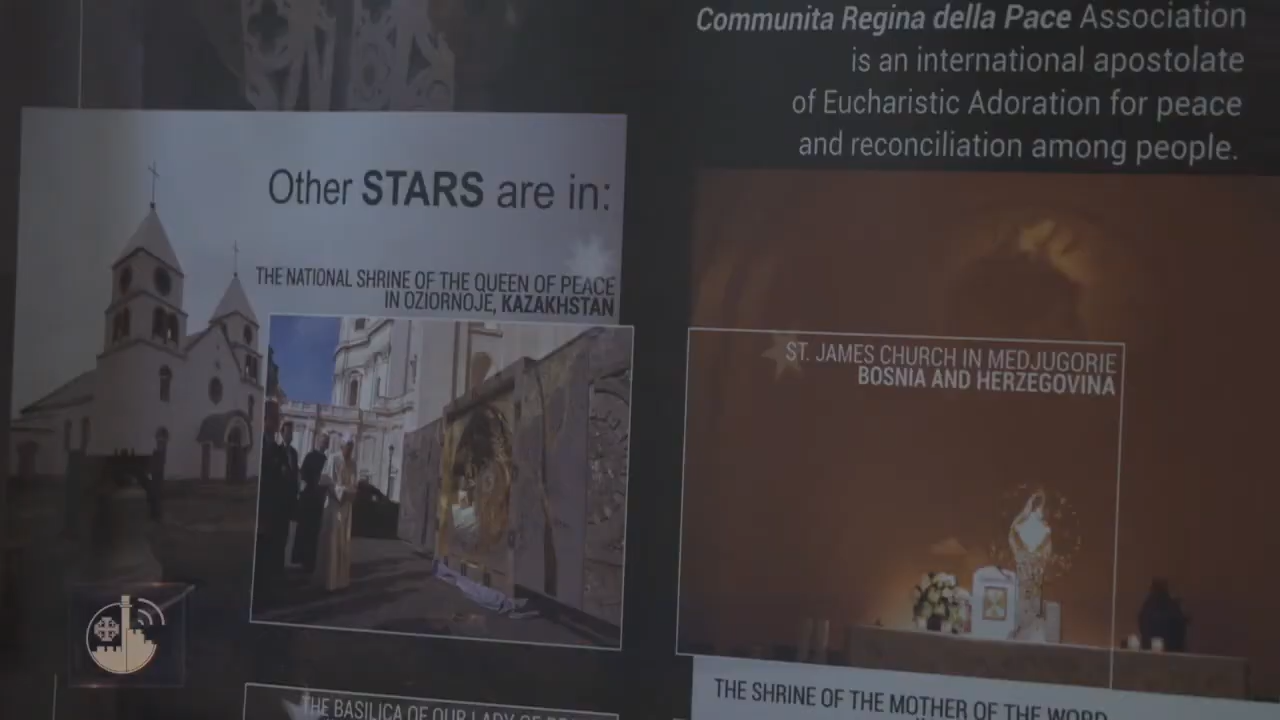 Communita Regina della Pace Association
is an international apostolate
of Eucharistic Adoration for peace
and reconciliation among people.
Other STARS are in:
THE NATIONAL SHRINE OF THE QUEEN OF PEACE
IN OZIORNOJE, KAZAKHSTAN
ST. JAMES CHURCH IN MEDJUGORIE
BOSNIA AND HERZEGOVINA
THE BASILICA OF OUR LADY OF
THE SHRINE OF THE MOTHER OF THE WORD